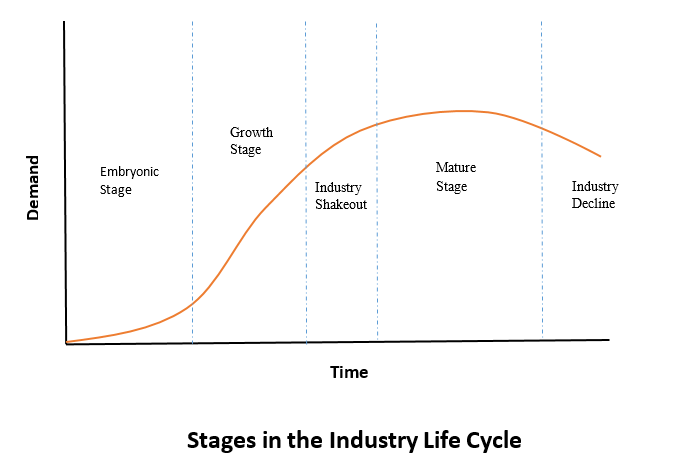 Growth
Stage
Embryonic
Stage
Industry
Shakeout
Mature
Stage
Industry
Decline
Demand
Time
Stages in the Industry Life Cycle